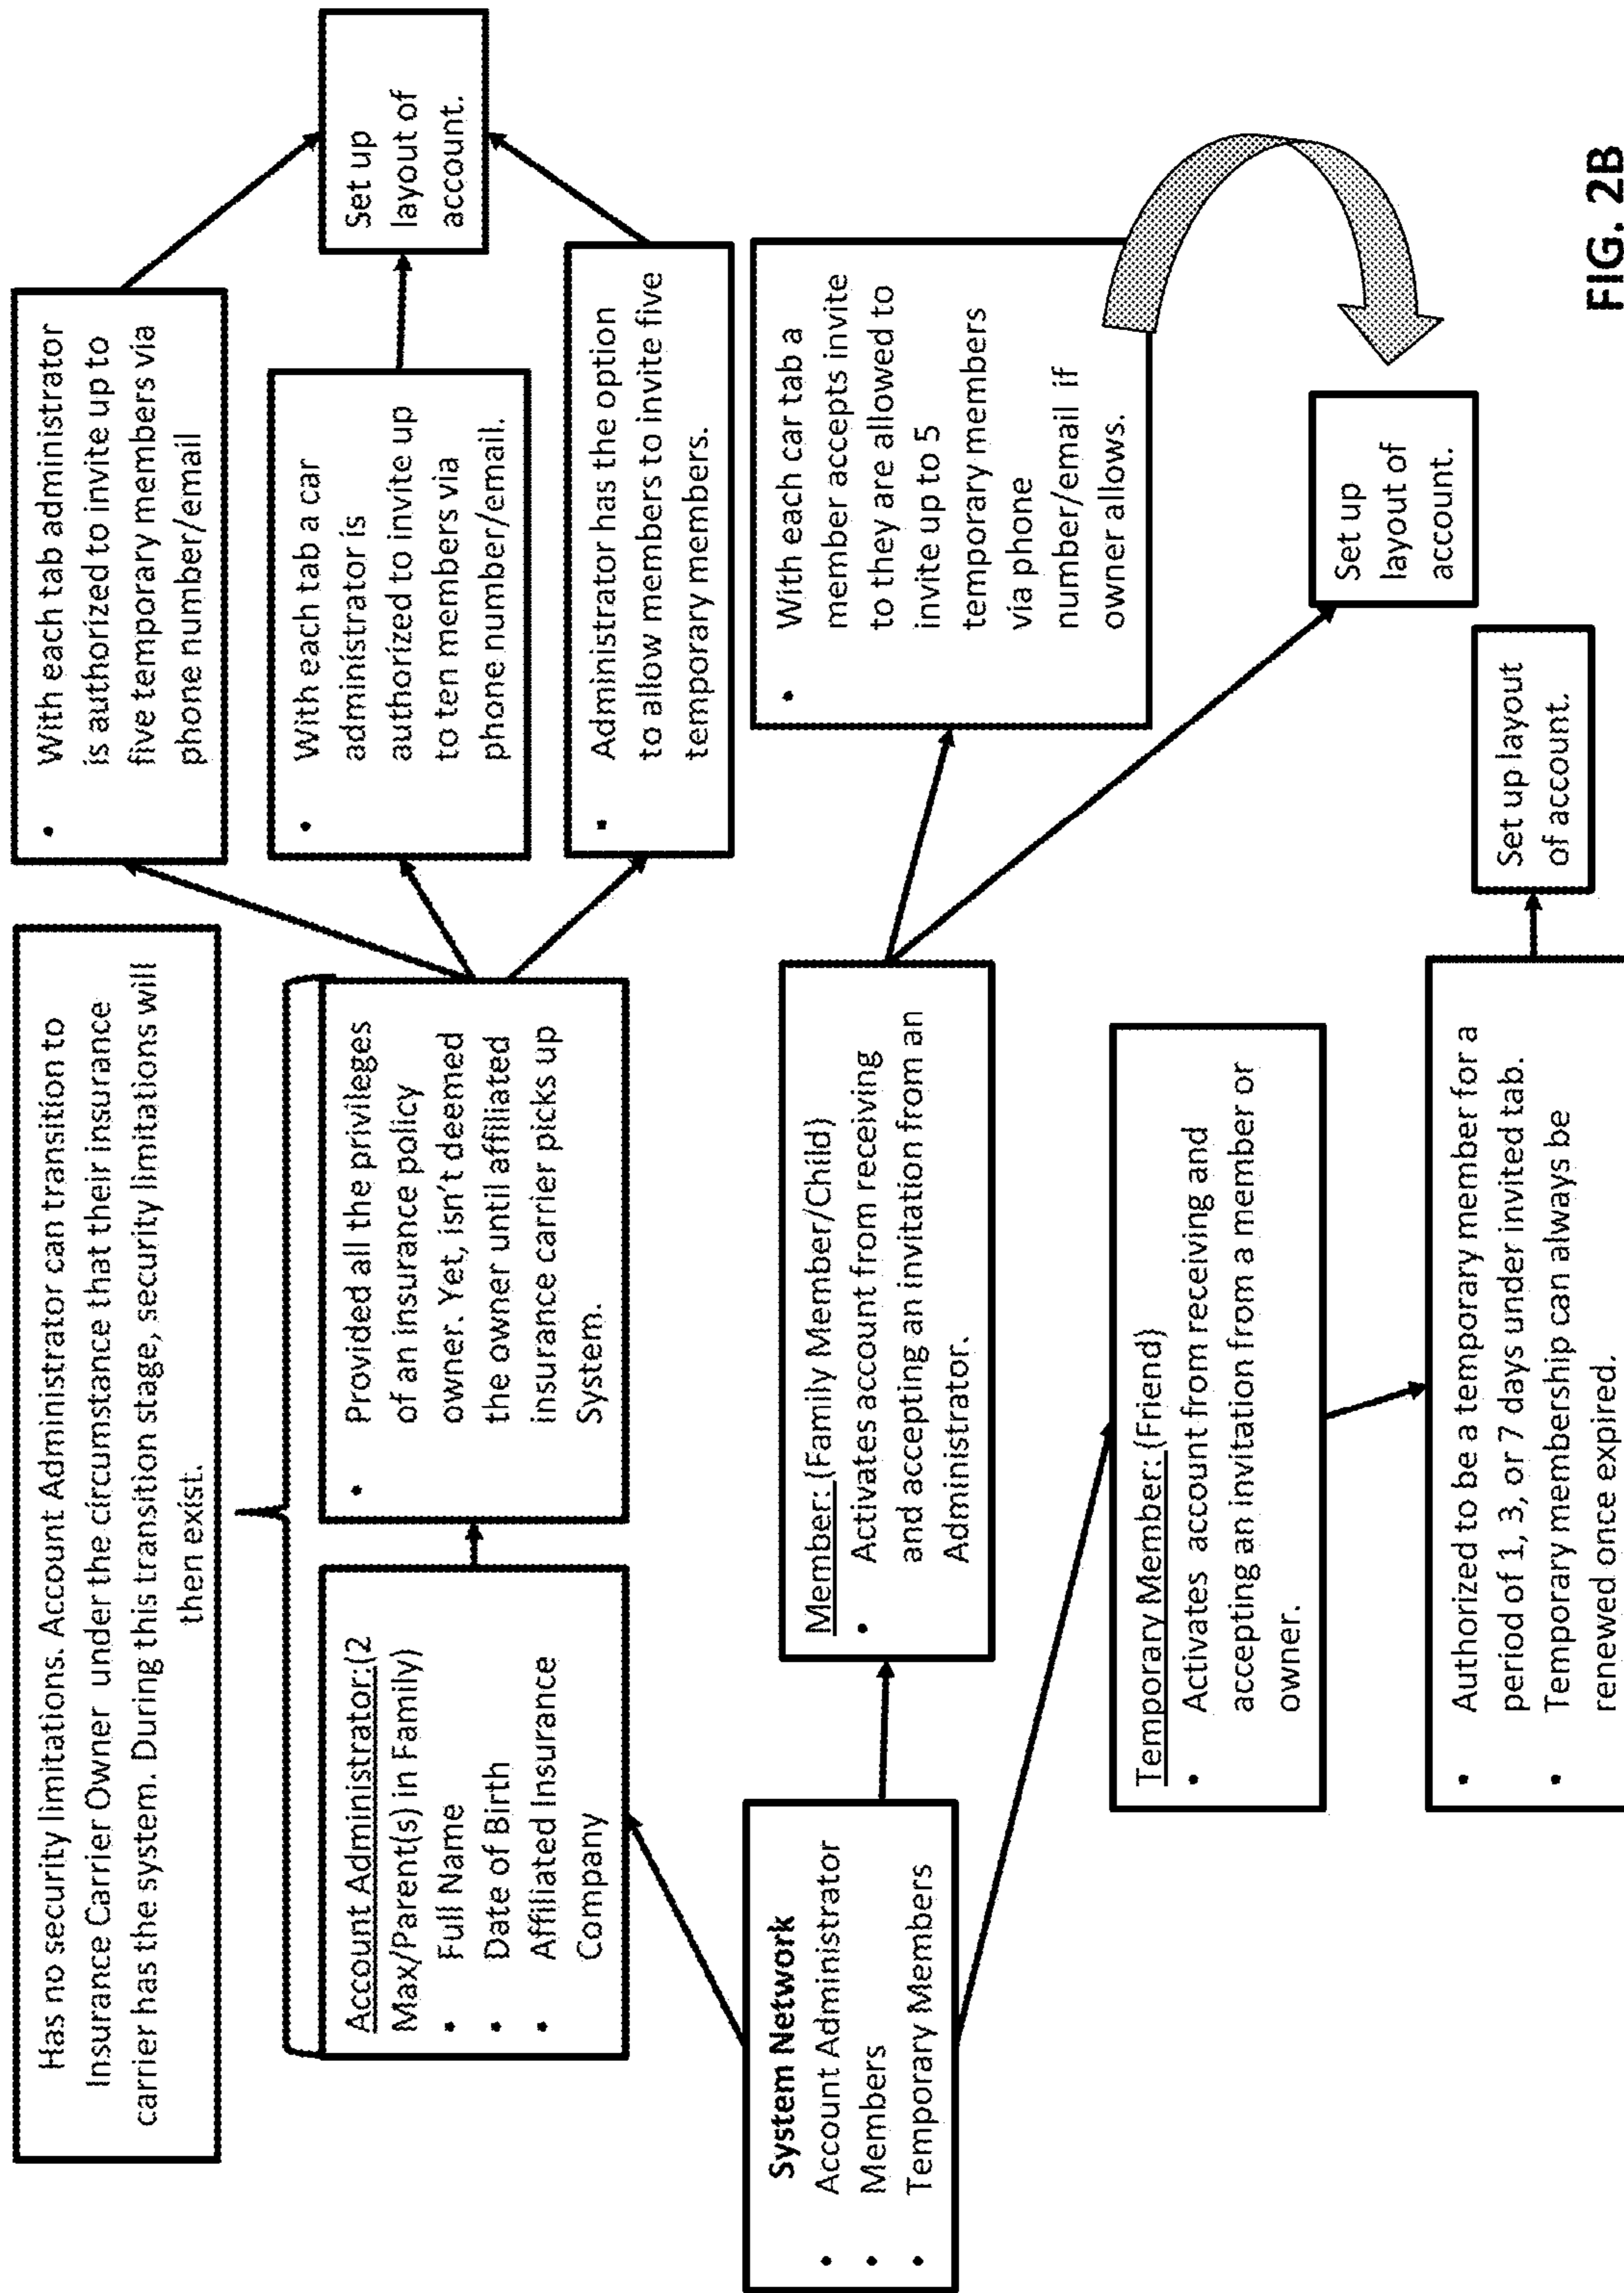 Has no security limitations. Account Administrator can transition to
Insurance Carrier Owner under the circumstance that their insurance
carrier has the system. During this transition stage, security limitations will
then exist.
Account Administrator:(2
Max/Parent(s) in Family)
• Full Name
• Date of Birth
• Affiliated Insurance
Company
• Provided all the privileges
of an insurance policy
owner. Yet, isn't deemed
the owner until affiliated
insurance carrier picks up
System.
• With each tab administrator
is authorized to invite up to
five temporary members via
phone number/email
• With each tab a car
administrator is
authorized to invite up
to ten members via
phone number/email.
▪ Administrator has the option
to allow members to invite five
temporary members.
Set up
layout of
account.
System Network
• Account Administrator
• Members
• Temporary Members
Member: (Familly Member/Child)
• Activates account from receiving
and accepting an invitation from an
Administrator.
• With each car tab a
member accepts invite
to they are allowed to
invite up to 5
temporary members
via phone
number/email if
owner allows.
Set up
layout of
account.
Temporary Member: (Friend)
• Activates account from receiving and
accepting an invitation from a member or
owner.
• Authorized to be a temporary member for a
period of 1, 3, or 7 days under invited tab.
• Temporary membership can always be
renewed once expired.
Set up layout
of account.
FIG. 2B